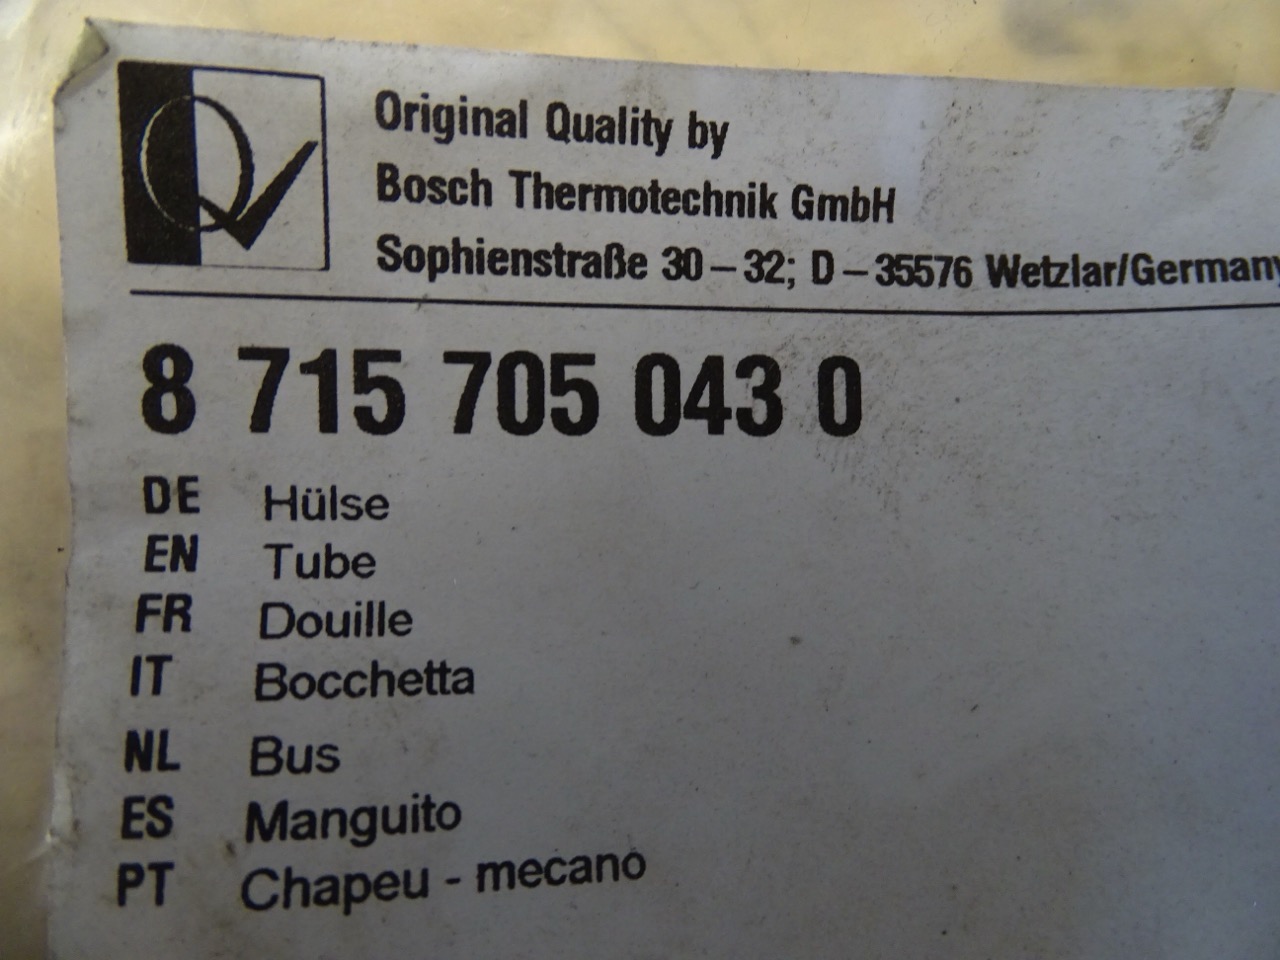 Original Quality by
Bosch Thermotechnik GmbH
Sophienstraße 30 – 32; D – 35576 Wetzlar/Germany
8 715 705 043 0
DE Hülse
EN Tube
FR Douille
IT Bocchetta
NL Bus
ES Manguito
PT Chapeu - mecano